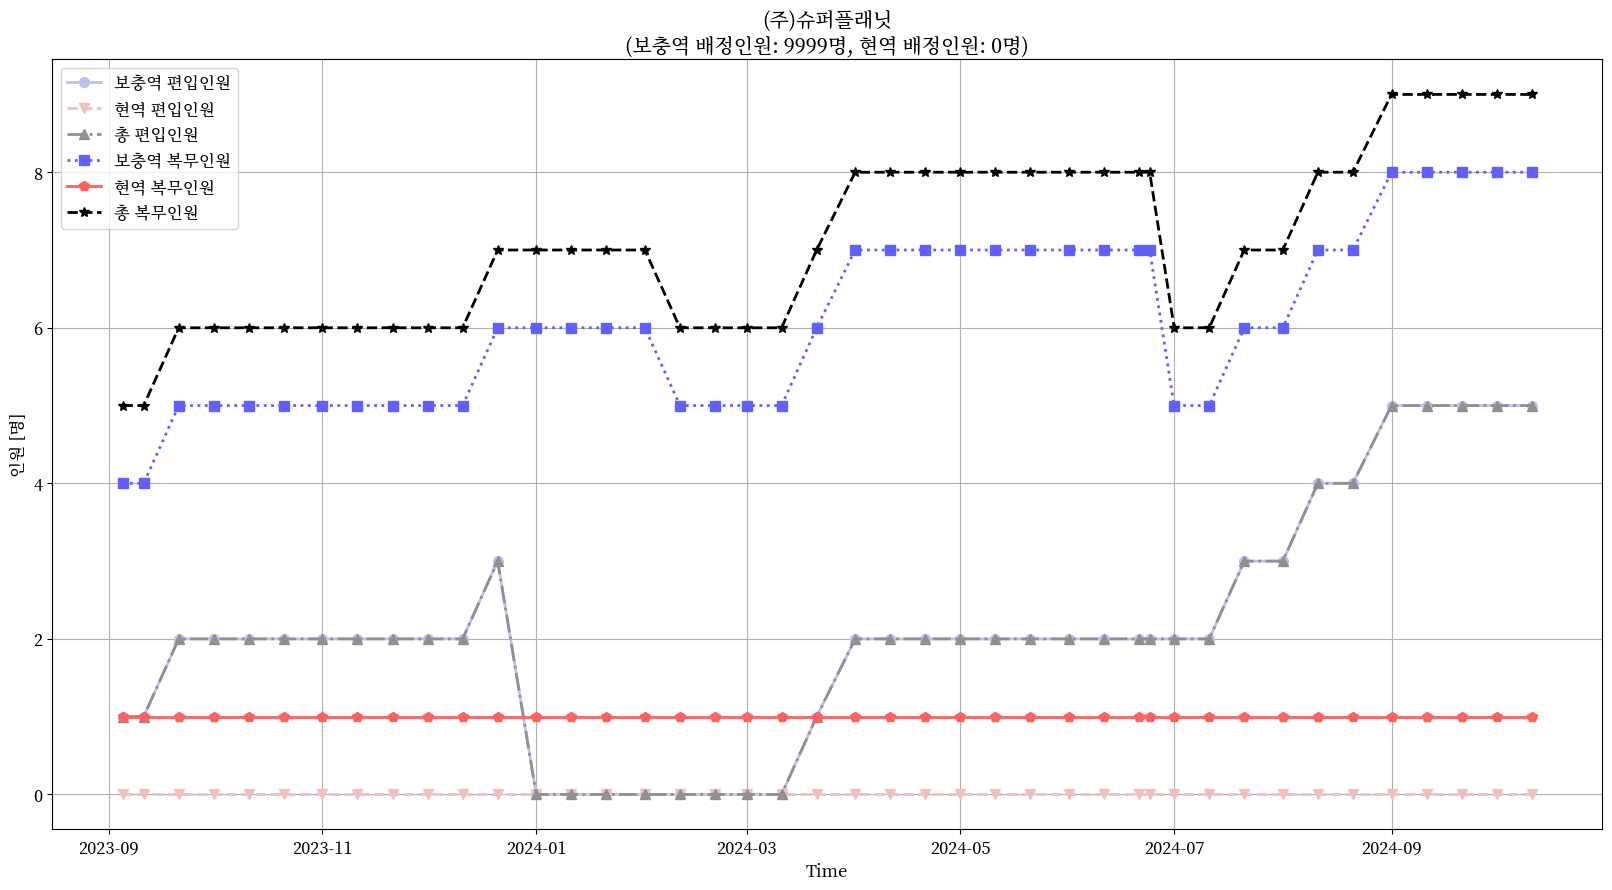 (주)슈퍼플래닛
(보충역 배정인원: 9999명, 현역 배정인원: 0명)
보충역 편입인원
현역 편입인원
총 편입인원
보충역 복무인원
현역 복무인원
총 복무인원
8
6
4
2
0
인원 [명]
2023-09
2023-11
2024-01
2024-03
2024-05
2024-07
2024-09
Time